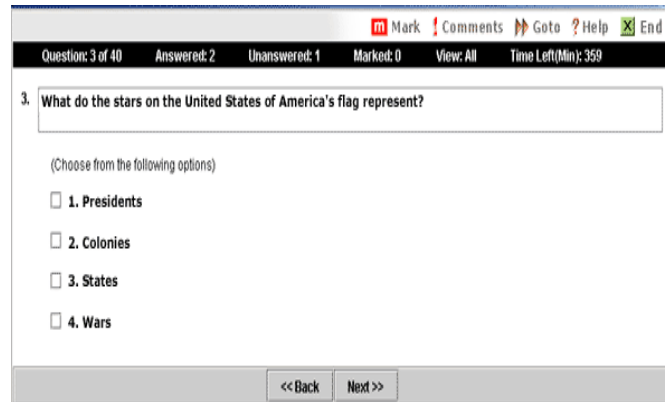 m Mark ! Comments Goto ? Help X End
Question: 3 of 40 Answered: 2 Unanswered: 1 Marked: 0 View: All Time Left(Min): 359
3. What do the stars on the United States of America's flag represent?
(Choose from the following options)
1. Presidents
2. Colonies
3. States
4. Wars
<< Back Next >>